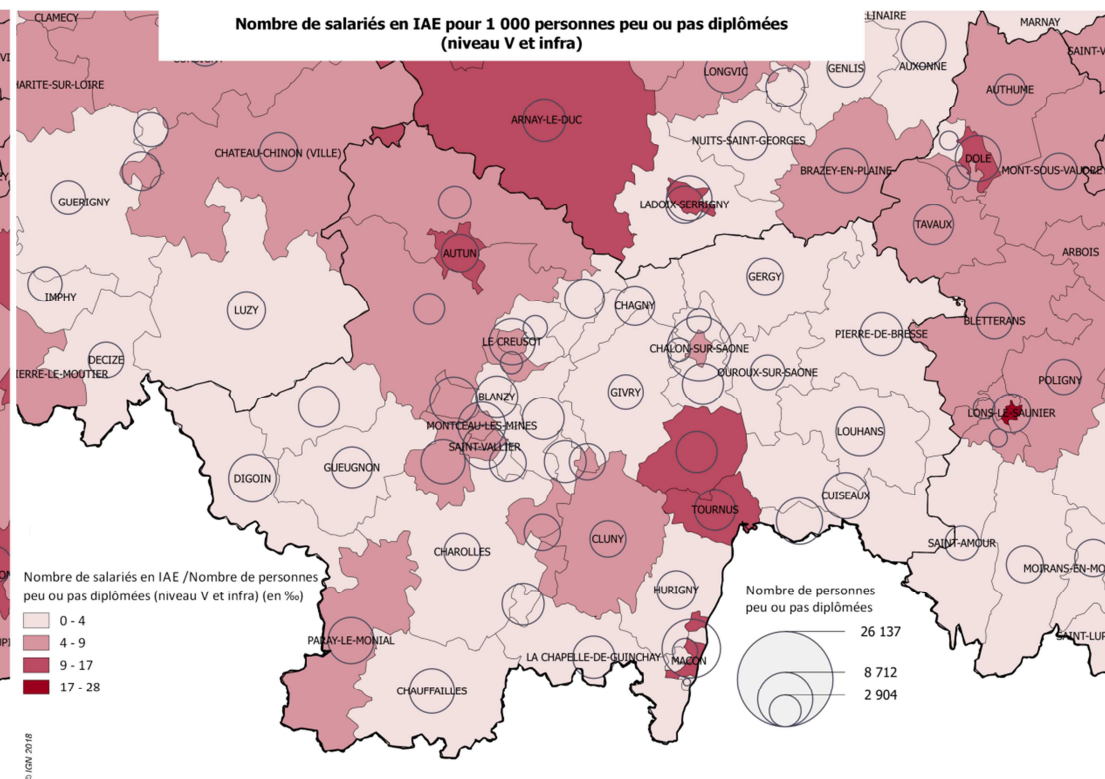 Nombre de salariés en IAE pour 1 000 personnes peu ou pas diplômées
(niveau V et infra)
CLAMECY
MARNAY
AUXONNE
GENLIS
LONGVIC
SAINT-V
HARITE-SUR-LOIRE
AUTHUME
ARNAY-LE-DUC
NUITS-SAINT-GEORGES
CHATEAU-CHINON (VILLE)
DOLE
BRAZEY-EN-PLAINE
MONT-SOUS-VAUDREY
GUERIGNY
LADOIX-SERRIGNY
TAVAUX
AUTUN
ARBOIS
GERGY
IMPHY
LUZY
CHAGNY
BLETTERANS
PIERRE-DE-BRESSE
LE CREUSOT
CHALON-SUR-SAONE
DECIZE
IERRE-LE-MOUTIER
OUROUX-SUR-SAONE
POLIGNY
BLANZY
GIVRY
LONS-LE-SAUNIER
MONTCEAU-LES-MINES
LOUHANS
SAINT-VALLIER
GUEUGNON
DIGOIN
CUISEAUX
TOURNUS
CLUNY
SAINT-AMOUR
CHAROLLES
MOIRANS-EN-MO
HURIGNY
PARAY-LE-MONIAL
SAINT-LUP
LA CHAPELLE-DE-GUINCHAY
MACON
CHAUFFAILLES
Nombre de salariés en IAE /Nombre de personnes
peu ou pas diplômées (niveau V et infra) (en ‰)
0 - 4
4 - 9
9 - 17
17 - 28
Nombre de personnes
peu ou pas diplômées
26 137
8 712
2 904
© IGN 2018